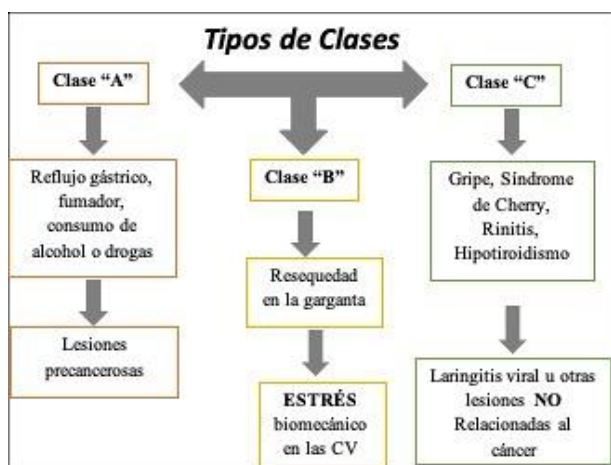 Tipos de Clases
Clase “A”
Reflujo gástrico,
fumador,
consumo de
alcohol o drogas
Lesiones
precancerosas
Clase “B”
Resequedad
en la garganta
ESTRÉS
biomecánico
en las CV
Clase “C”
Gripe, Síndrome
de Cherry,
Rinitis,
Hipotiroidismo
Laringitis viral u otras
lesiones NO
Relacionadas al
cáncer